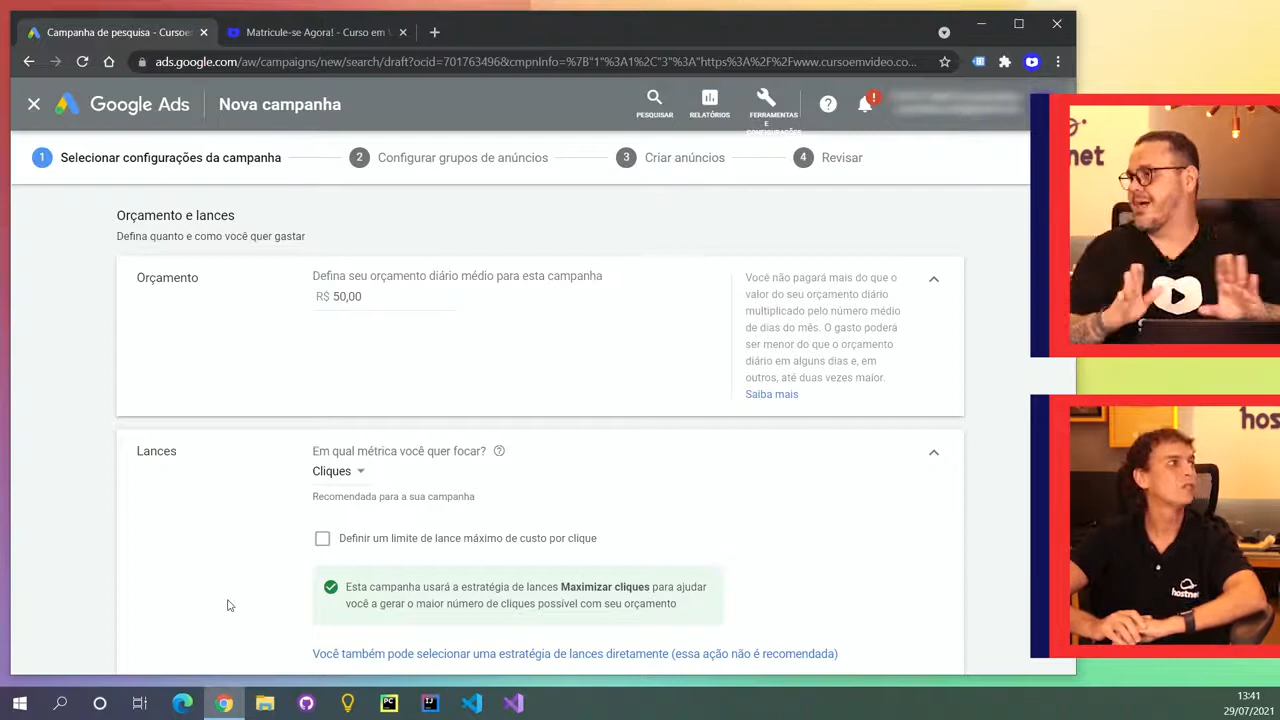 Campanha de pesquisa - Cursoe
Matricule-se Agora! - Curso em
ads.google.com/aw/campaigns/new/search/draft?ocid=701763496&cmpnInfo=%7B"1"%3A1%2C"3"%3A"https%3A%2F%2Fwww.cursoemvideo.co...
Google Ads
Nova campanha
PESQUISAR
RELATÓRIOS
FERRAMENTAS
E
CONFIGURAÇÕES
1 Selecionar configurações da campanha
2 Configurar grupos de anúncios
3 Criar anúncios
4 Revisar
Orçamento e lances
Defina quanto e como você quer gastar
Orçamento
Defina seu orçamento diário médio para esta campanha
R$ 50,00
Você não pagará mais do que o
valor do seu orçamento diário
multiplicado pelo número médio
de dias do mês. O gasto poderá
ser menor do que o orçamento
diário em alguns dias e, em
outros, até duas vezes maior.
Saiba mais
Lances
Em qual métrica você quer focar?
Cliques
Recomendada para a sua campanha
Definir um limite de lance máximo de custo por clique
Esta campanha usará a estratégia de lances Maximizar cliques para ajudar
você a gerar o maior número de cliques possível com seu orçamento
Você também pode selecionar uma estratégia de lances diretamente (essa ação não é recomendada)
net
host
hostnet
PC
IJ
13:41
29/07/2021